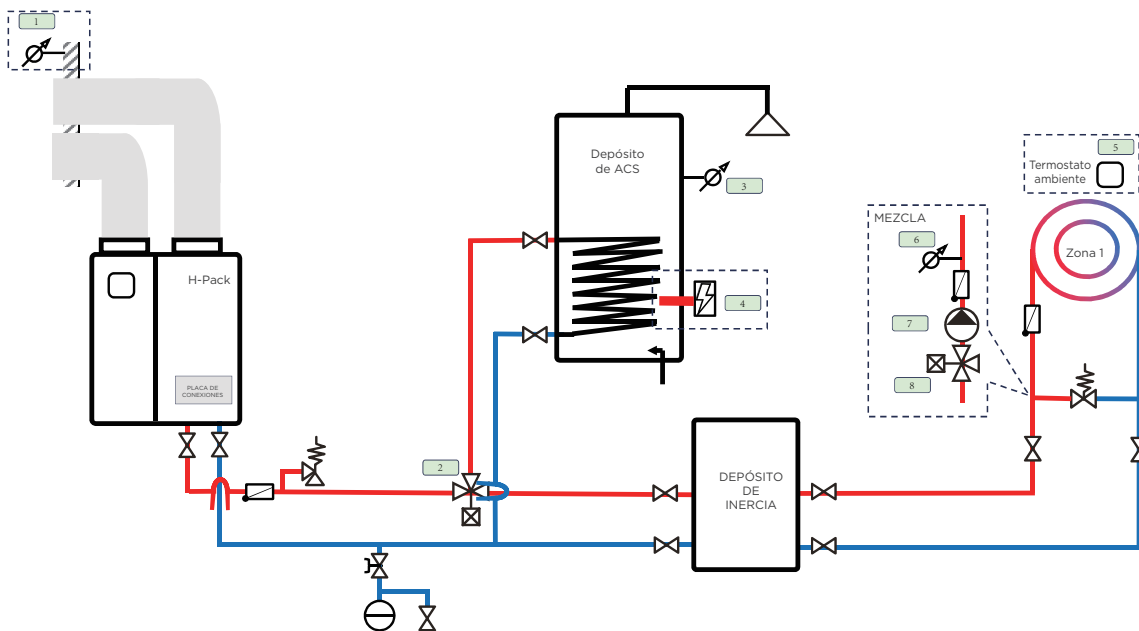 1
5
Termostato
ambiente
Depósito
de ACS
3
MEZCLA
6
Zona 1
H-Pack
4
7
PLACA DE
CONEXIONES
8
2
DEPÓSITO
DE
INERCIA